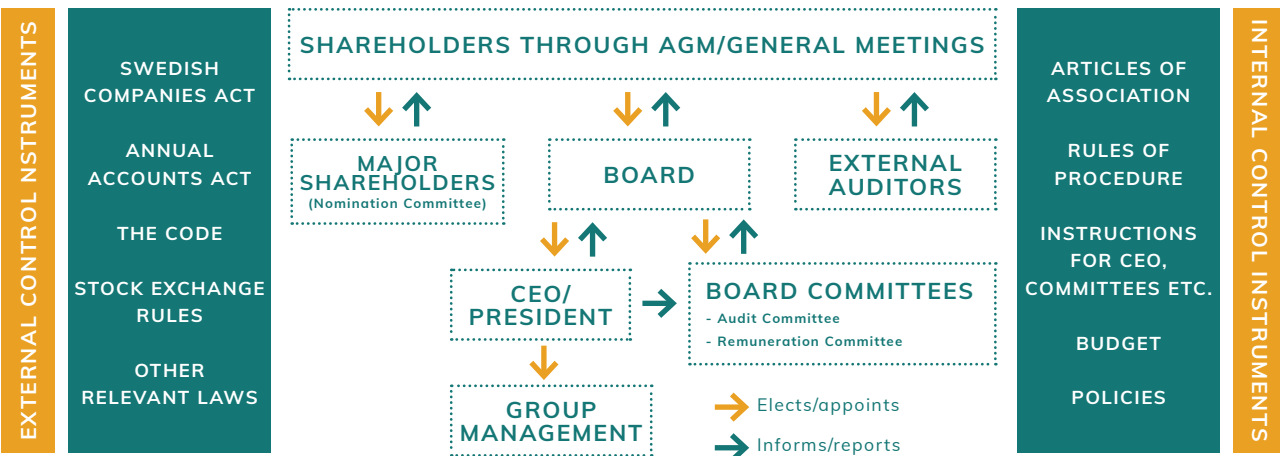 EXTERNAL CONTROL NSTRUMENTS
SWEDISH
COMPANIES ACT
ANNUAL
ACCOUNTS ACT
THE CODE
STOCK EXCHANGE
RULES
OTHER
RELEVANT LAWS
SHAREHOLDERS THROUGH AGM/GENERAL MEETINGS
MAJOR
SHAREHOLDERS
(Nomination Committee)
BOARD
EXTERNAL
AUDITORS
CEO/
PRESIDENT
BOARD COMMITTEES
- Audit Committee
- Remuneration Committee
GROUP
MANAGEMENT
Elects/appoints
Informs/reports
ARTICLES OF
ASSOCIATION
RULES OF
PROCEDURE
INSTRUCTIONS
FOR CEO,
COMMITTEES ETC.
BUDGET
POLICIES
INTERNAL CONTROL INSTRUMENTS